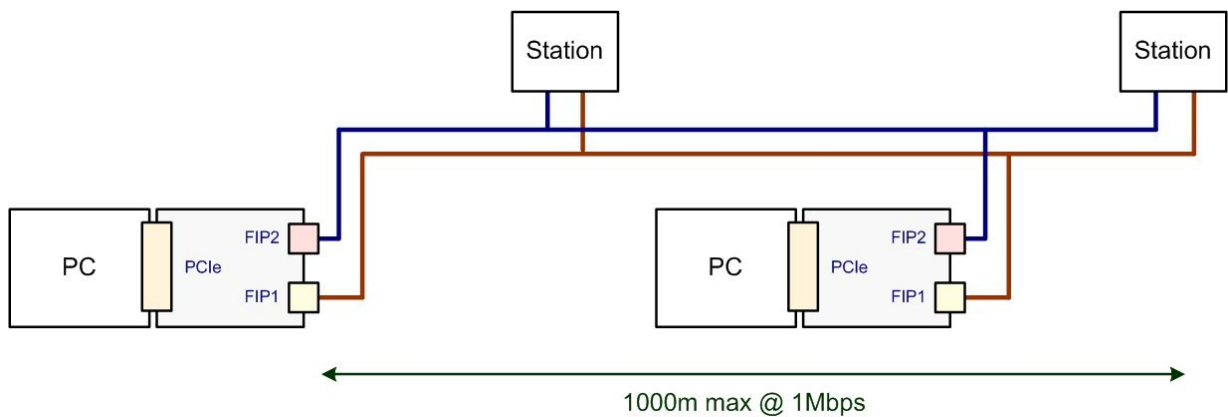 Station
Station
FIP2
PC
PCIe
FIP1
FIP2
PC
PCIe
FIP1
1000m max @ 1Mbps